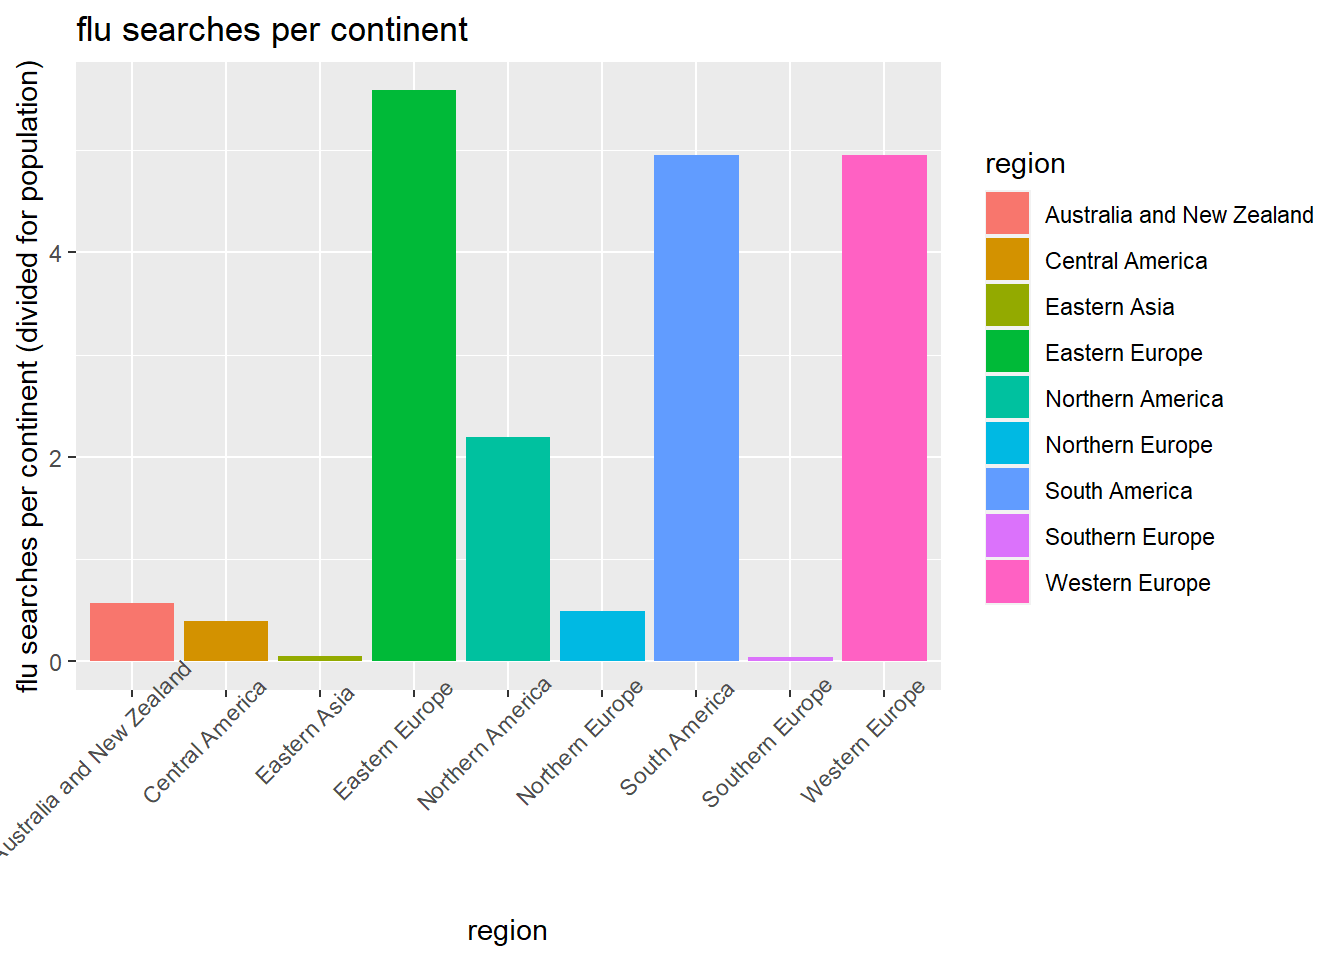 flu searches per continent
flu searches per continent (divided for population)
4
2
0
Australia and New Zealand
Central America
Eastern Asia
Eastern Europe
Northern America
Northern Europe
South America
Southern Europe
Western Europe
region
region
Australia and New Zealand
Central America
Eastern Asia
Eastern Europe
Northern America
Northern Europe
South America
Southern Europe
Western Europe